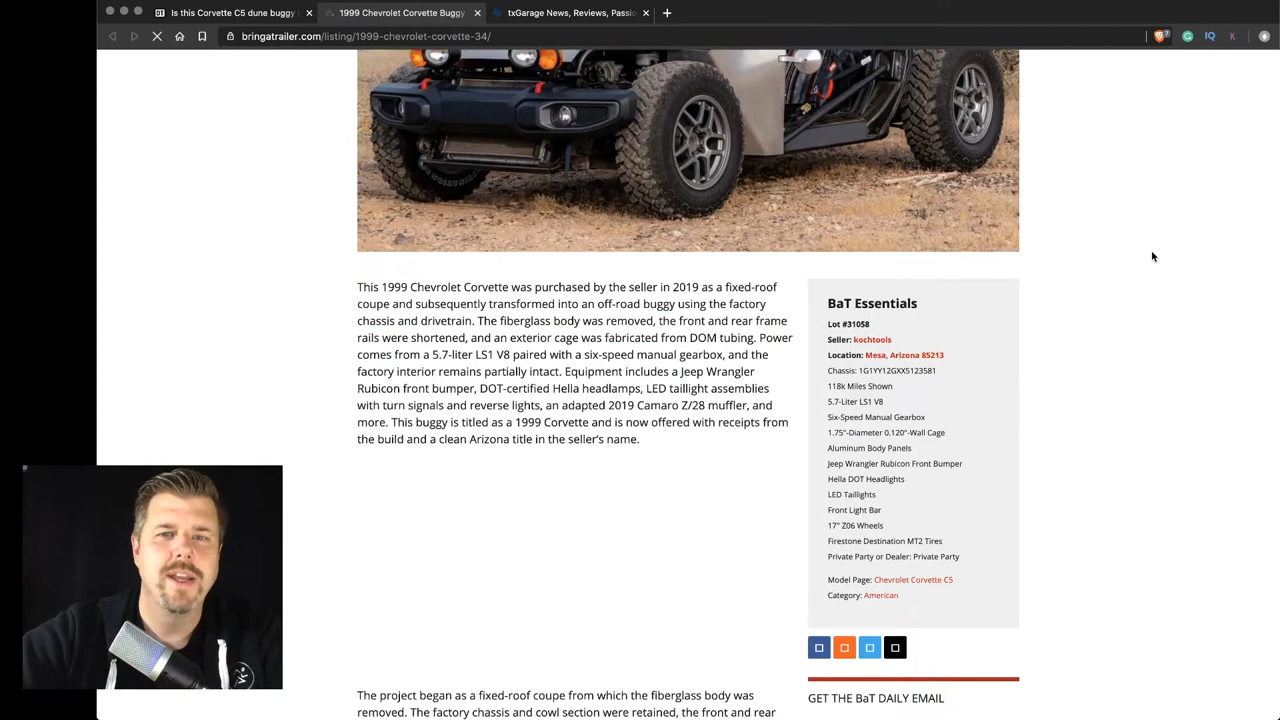 Is this Corvette C5 dune buggy
1999 Chevrolet Corvette Buggy
txGarage News, Reviews, Passio
bringatrailer.com/listing/1999-chevrolet-corvette-34/
7
IQ
K
This 1999 Chevrolet Corvette was purchased by the seller in 2019 as a fixed-roof
coupe and subsequently transformed into an off-road buggy using the factory
chassis and drivetrain. The fiberglass body was removed, the front and rear frame
rails were shortened, and an exterior cage was fabricated from DOM tubing. Power
comes from a 5.7-liter LS1 V8 paired with a six-speed manual gearbox, and the
factory interior remains partially intact. Equipment includes a Jeep Wrangler
Rubicon front bumper, DOT-certified Hella headlamps, LED taillight assemblies
with turn signals and reverse lights, an adapted 2019 Camaro Z/28 muffler, and
more. This buggy is titled as a 1999 Corvette and is now offered with receipts from
the build and a clean Arizona title in the seller's name.
BaT Essentials
Lot #31058
Seller: kochtools
Location: Mesa, Arizona 85213
Chassis: 1G1YY12GXX5123581
118k Miles Shown
5.7-Liter LS1 V8
Six-Speed Manual Gearbox
1.75"-Diameter 0.120"-Wall Cage
Aluminum Body Panels
Jeep Wrangler Rubicon Front Bumper
Hella DOT Headlights
LED Taillights
Front Light Bar
17" Z06 Wheels
Firestone Destination MT2 Tires
Private Party or Dealer: Private Party
Model Page: Chevrolet Corvette C5
Category: American
GET THE BaT DAILY EMAIL
The project began as a fixed-roof coupe from which the fiberglass body was
removed. The factory chassis and cowl section were retained, the front and rear